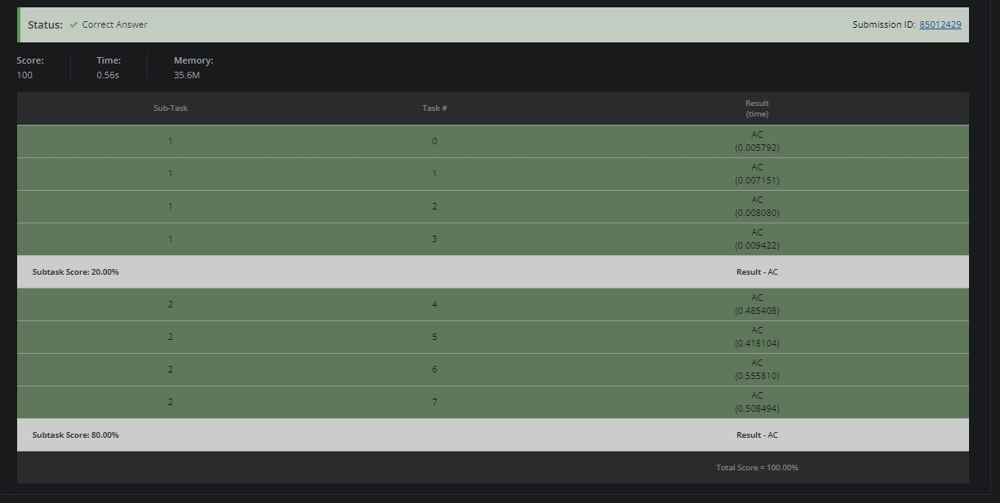 Status: ✔ Correct Answer Submission ID: 85012429
Score: Time: Memory:
100 0.56s 35.6M
Sub-Task Task # Result
(time)
1 0 AC
(0.005792)
1 1 AC
(0.007151)
1 2 AC
(0.008080)
1 3 AC
(0.009422)
Subtask Score: 20.00% Result - AC
2 4 AC
(0.485408)
2 5 AC
(0.418104)
2 6 AC
(0.555810)
2 7 AC
(0.508494)
Subtask Score: 80.00% Result - AC
Total Score = 100.00%